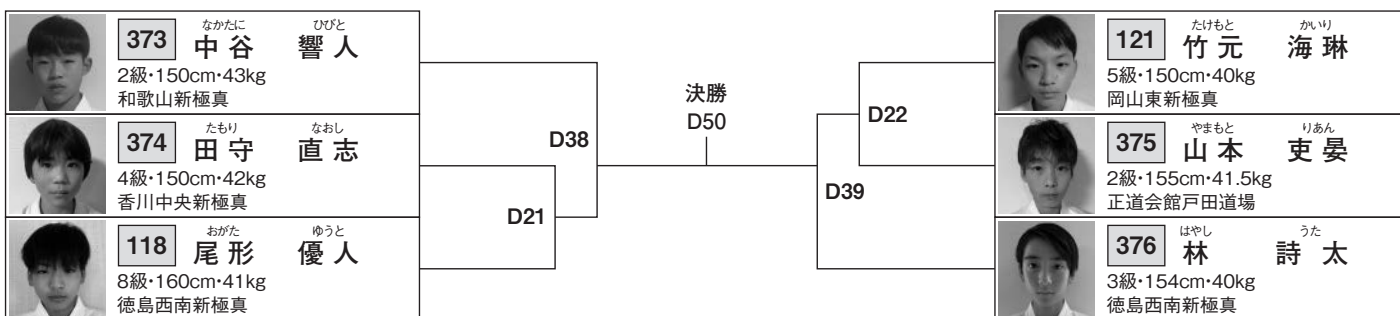 なかたに ひびと
373 中谷 響人
2級・150cm・43kg
和歌山新極真
たもり なおし
374 田守 直志
4級・150cm・42kg
香川中央新極真
おがた ゆうと
118 尾形 優人
8級・160cm・41kg
徳島西南新極真
D38
D21
決勝
D50
D22
D39
たけもと かいり
121 竹元 海琳
5級・150cm・40kg
岡山東新極真
やまもと りあん
375 山本 吏晏
2級・155cm・41.5kg
正道会館戸田道場
はやし うた
376 林 詩太
3級・154cm・40kg
徳島西南新極真